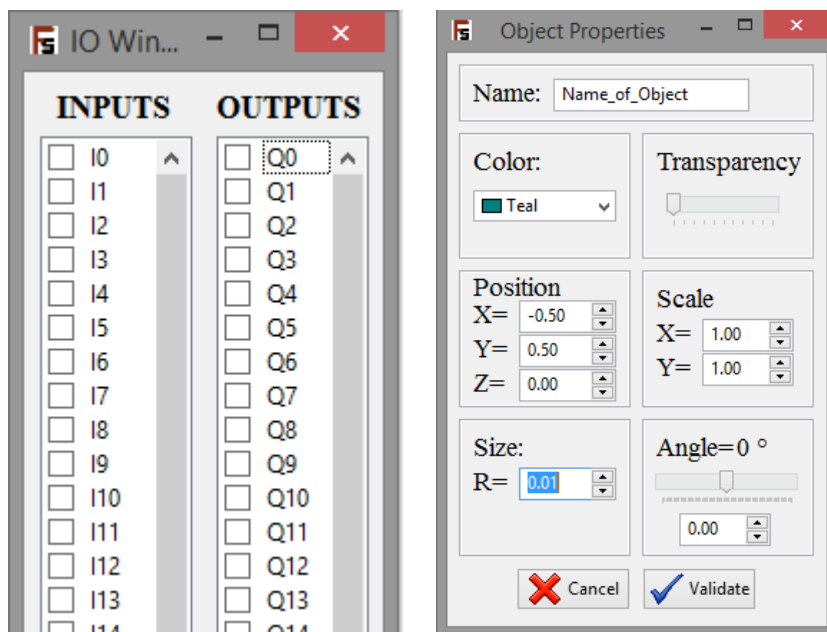 IO Win...
INPUTS OUTPUTS
I0 Q0
I1 Q1
I2 Q2
I3 Q3
I4 Q4
I5 Q5
I6 Q6
I7 Q7
I8 Q8
I9 Q9
I10 Q10
I11 Q11
I12 Q12
I13 Q13
I14 Q14
Object Properties
Name: Name_of_Object
Color:
Teal
Transparency
Position
X= -0.50
Y= 0.50
Z= 0.00
Scale
X= 1.00
Y= 1.00
Size:
R= 0.01
Angle=0 °
0.00
Cancel Validate